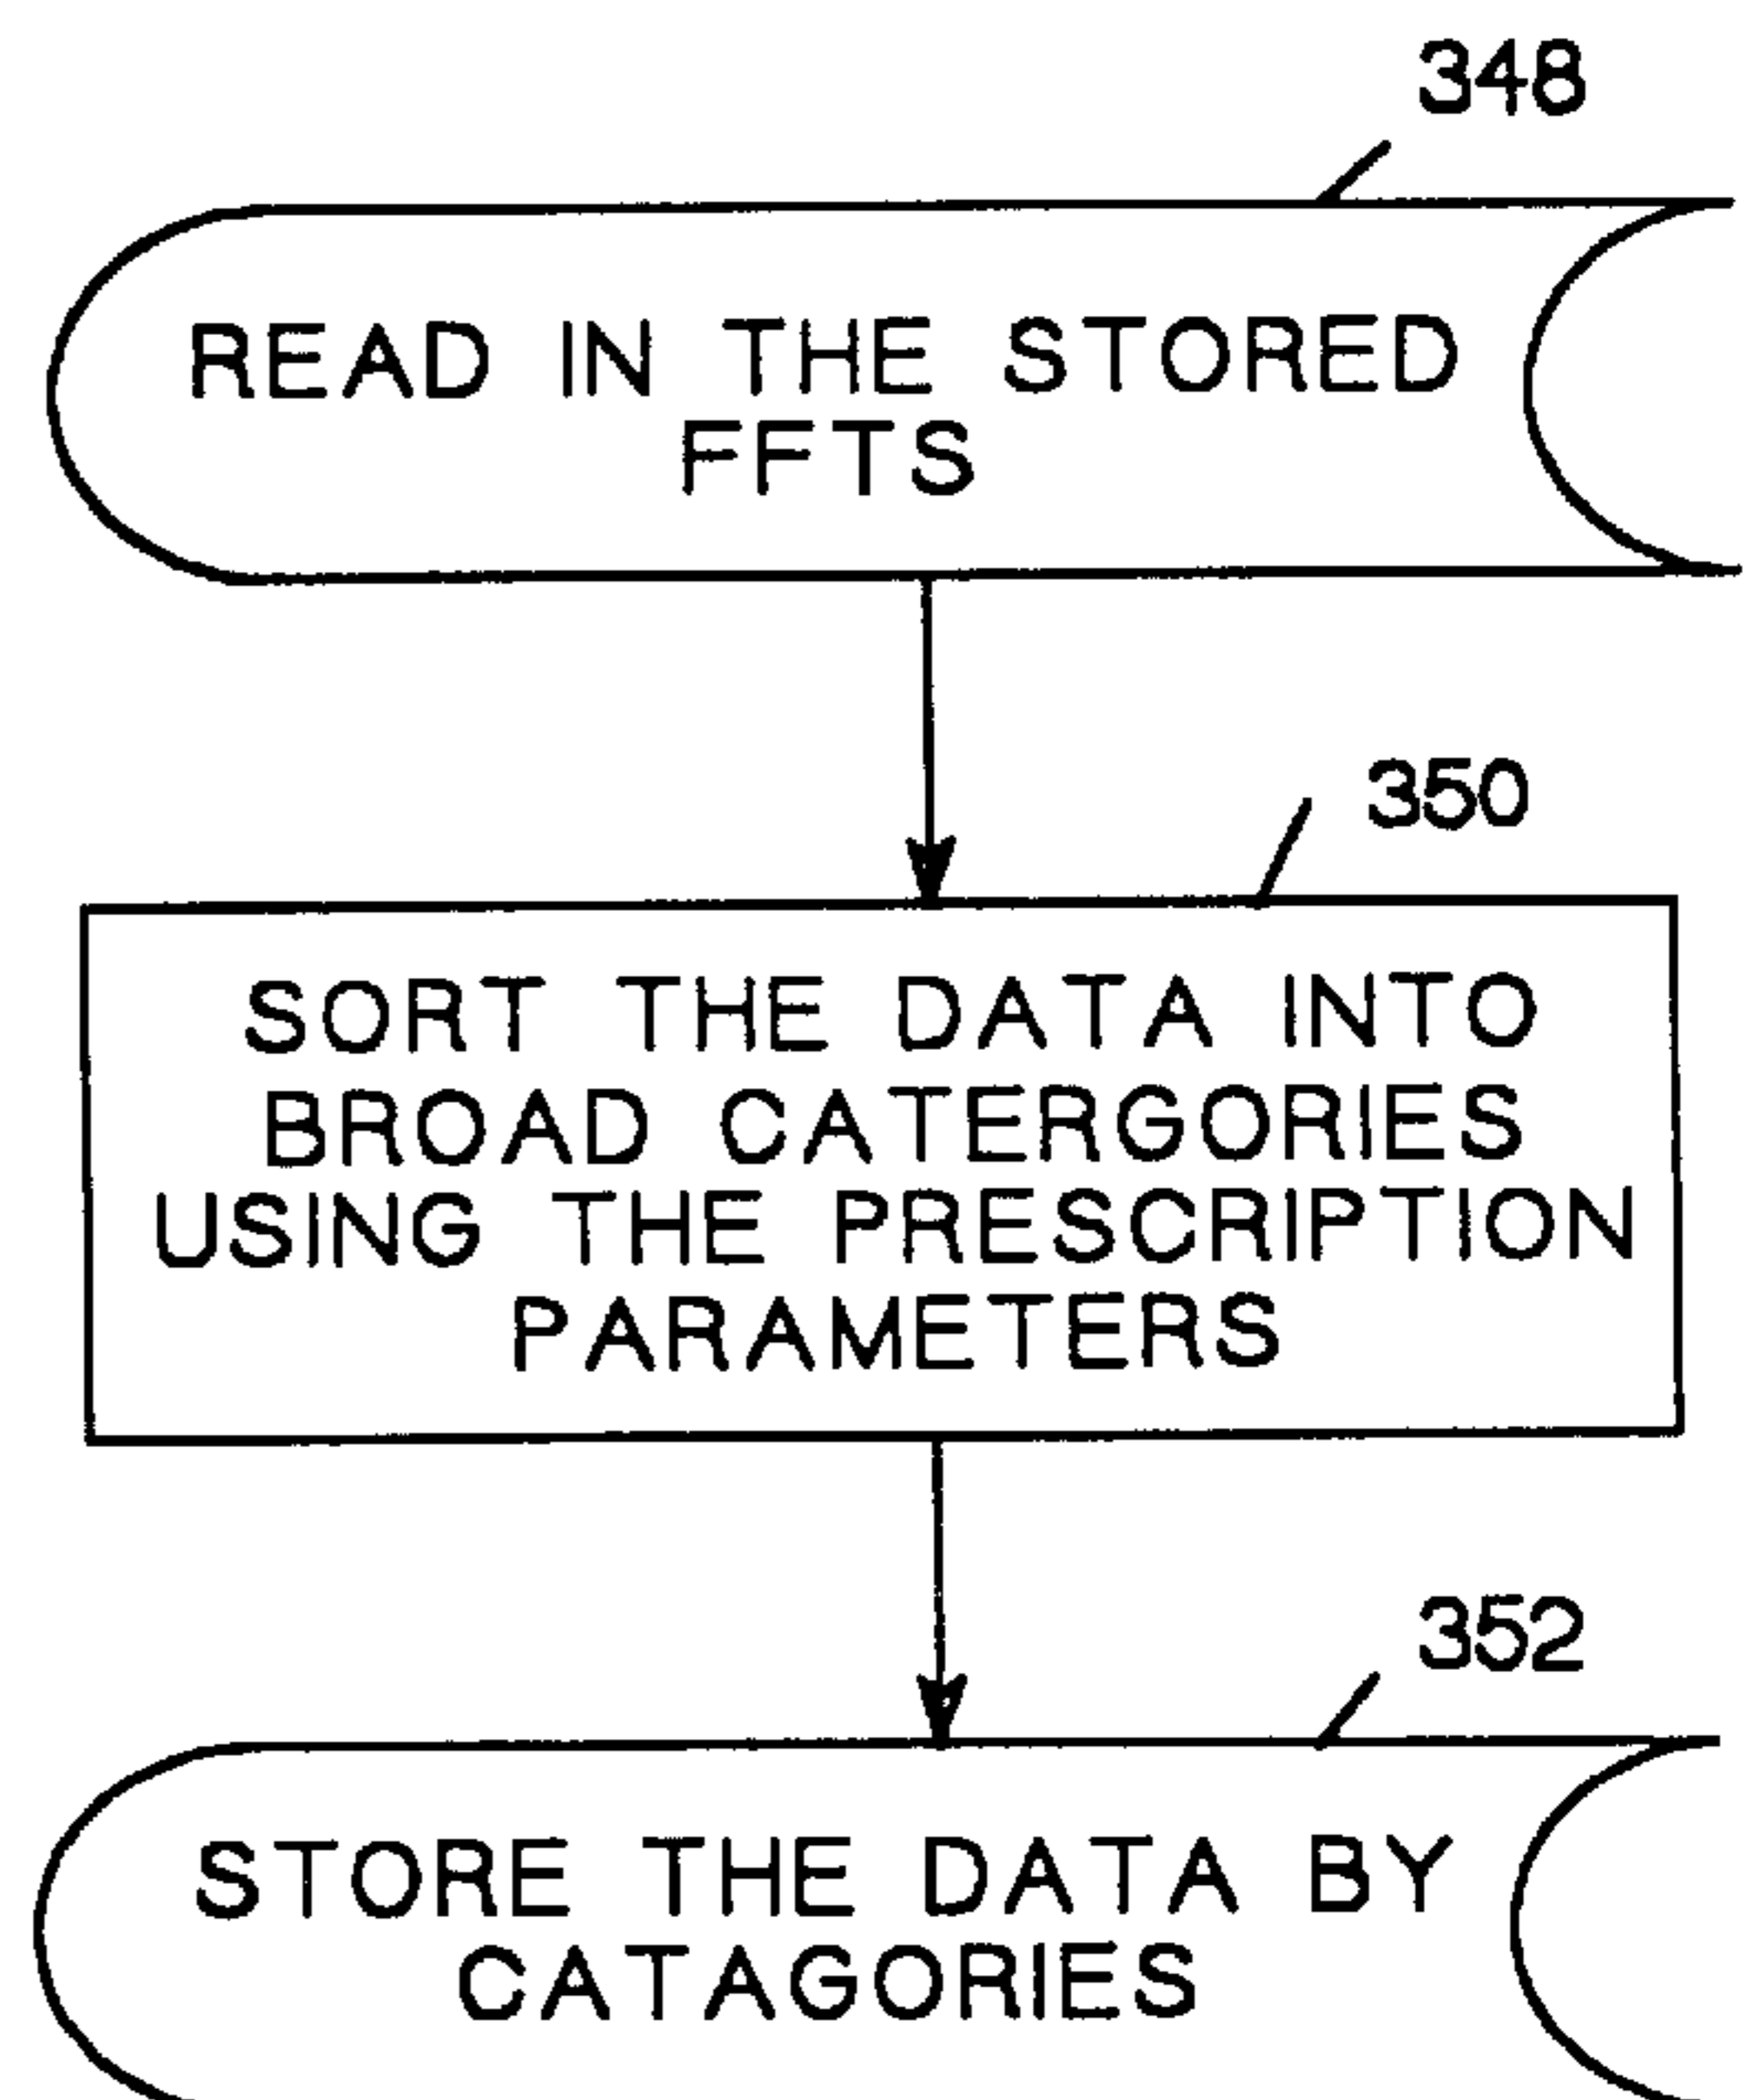 348
READ IN THE STORED
FFTS
350
SORT THE DATA INTO
BROAD CATERGORIES
USING THE PRESCRIPTION
PARAMETERS
352
STORE THE DATA BY
CATAGORIES